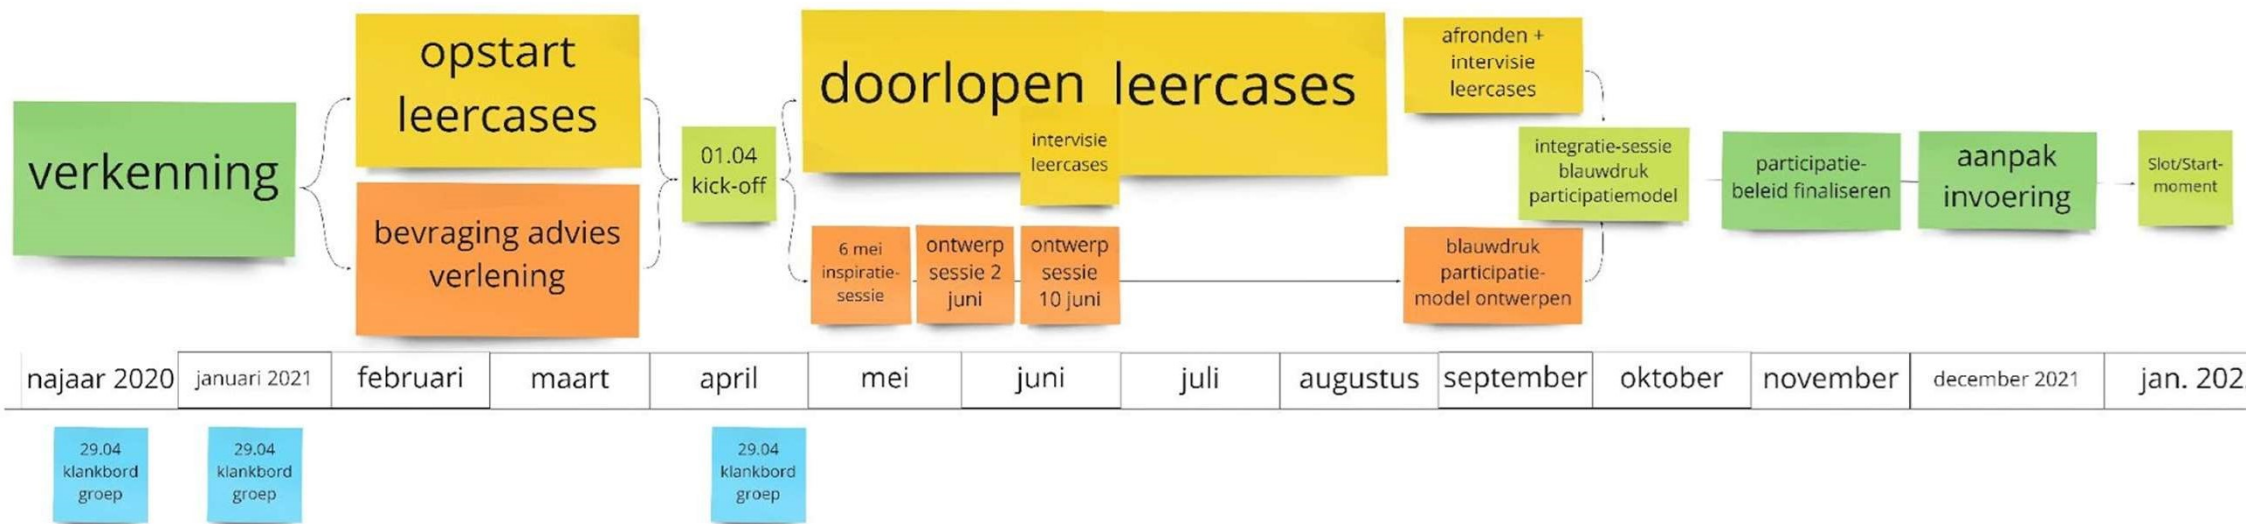 verkenning
opstart
leercases
bevraging advies
verlening
01.04
kick-off
doorlopen leercases
intervisie
leercases
6 mei
inspiratie-
sessie
ontwerp
sessie 2
juni
ontwerp
sessie
10 juni
afronden +
intervisie
leercases
blauwdruk
participatie-
model ontwerpen
integratie-sessie
blauwdruk
participatiemodel
participatie-
beleid finaliseren
aanpak
invoering
Slot/Start-
moment
najaar 2020
januari 2021
februari
maart
april
mei
juni
juli
augustus
september
oktober
november
december 2021
jan. 202
29.04
klankbord
groep
29.04
klankbord
groep
29.04
klankbord
groep